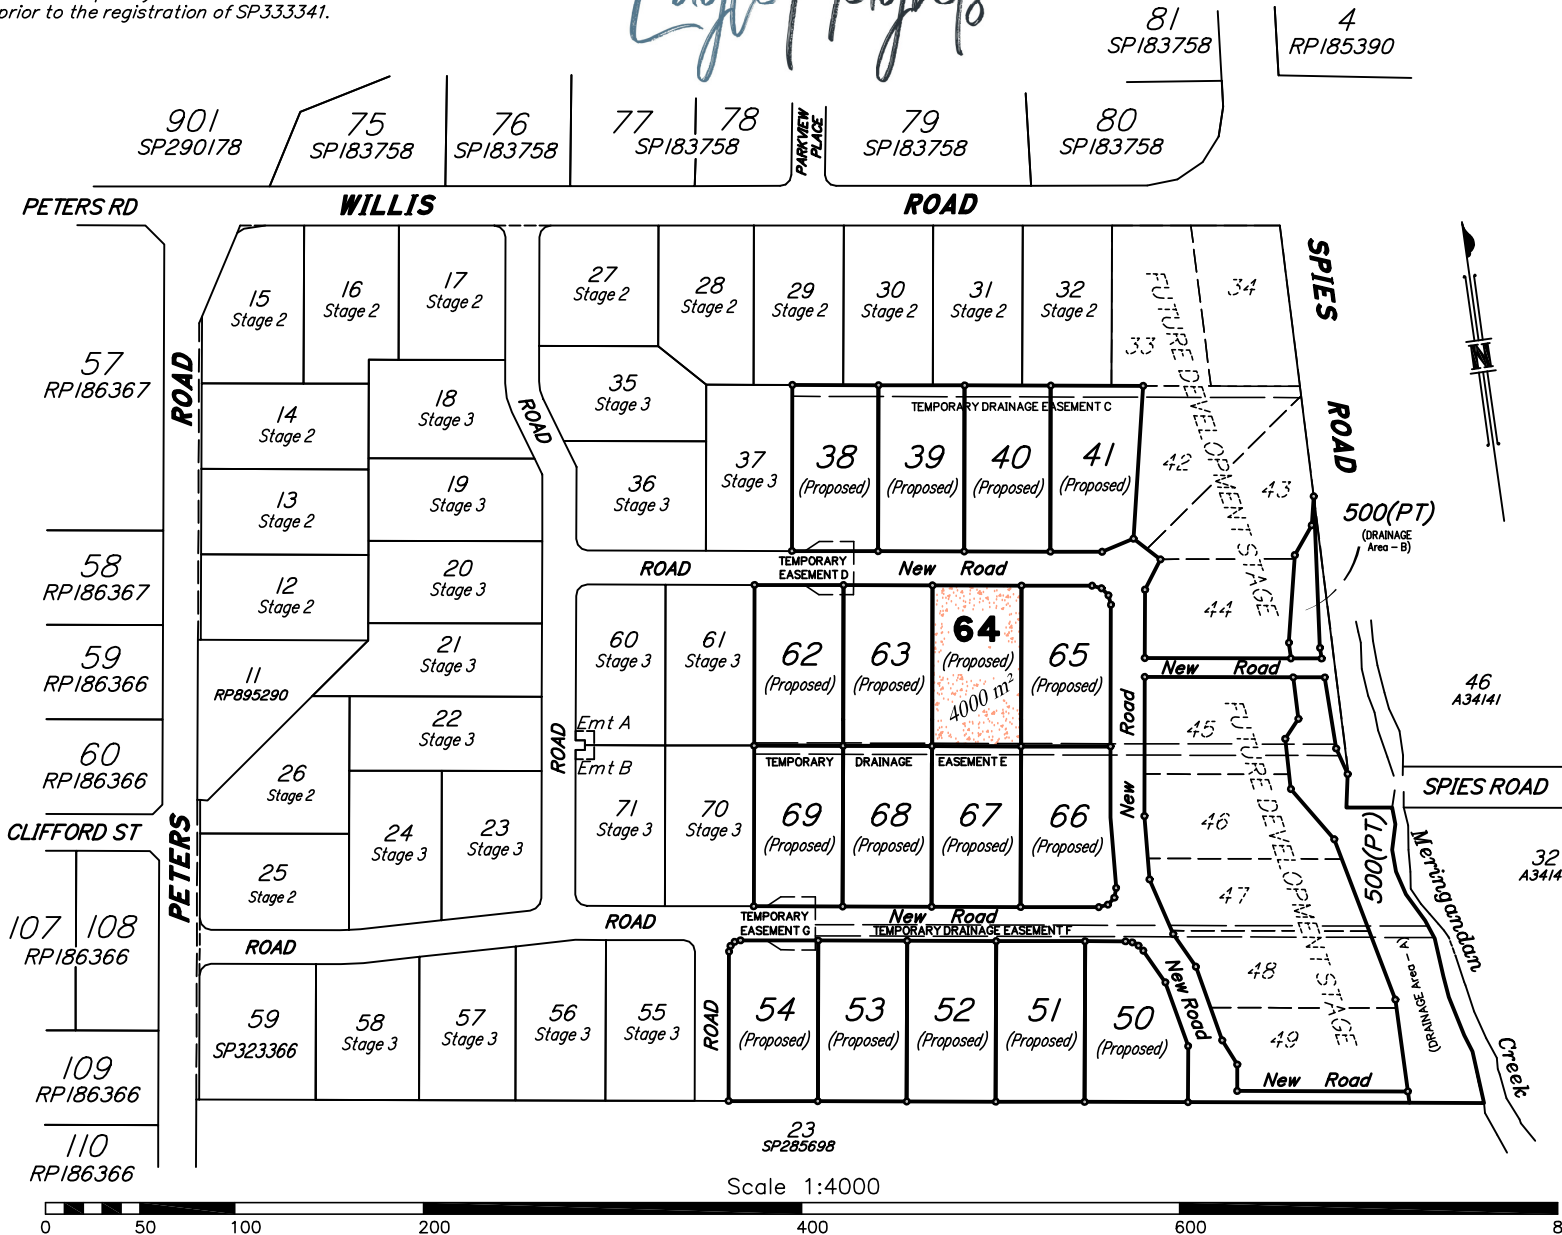 prior to the registration of SP333341.
81
SP183758
4
RP185390
901
SP290178
75
SP183758
76
SP183758
77
78
SP183758
PARKVIEW
PLACE
79
SP183758
80
SP183758
PETERS RD
WILLIS
ROAD
15
Stage 2
16
Stage 2
17
Stage 2
27
Stage 2
28
Stage 2
29
Stage 2
30
Stage 2
31
Stage 2
32
Stage 2
33
34
SPIES
ROAD
N
57
RP186367
ROAD
14
Stage 2
18
Stage 3
ROAD
35
Stage 3
TEMPORARY DRAINAGE EASEMENT C
FUTURE DEVELOPMENT STAGE
13
Stage 2
19
Stage 3
36
Stage 3
37
Stage 3
38
(Proposed)
39
(Proposed)
40
(Proposed)
41
(Proposed)
42
43
500(PT)
(DRAINAGE
Area - B)
58
RP186367
12
Stage 2
20
Stage 3
ROAD
TEMPORARY
EASEMENT D
New Road
44
59
RP186366
11
RP895290
21
Stage 3
60
Stage 3
61
Stage 3
62
(Proposed)
63
(Proposed)
64
(Proposed)
4000 m²
65
(Proposed)
New Road
46
A34141
60
RP186366
22
Stage 3
ROAD
Emt A
Emt B
New Road
45
FUTURE DEVELOPMENT STAGE
26
Stage 2
TEMPORARY DRAINAGE EASEMENT E
SPIES ROAD
CLIFFORD ST
PETERS
24
Stage 3
23
Stage 3
71
Stage 3
70
Stage 3
69
(Proposed)
68
(Proposed)
67
(Proposed)
66
(Proposed)
46
500(PT)
Meringandan
Creek
32
A3414
25
Stage 2
47
107
108
RP186366
ROAD
ROAD
TEMPORARY
EASEMENT G
New Road
TEMPORARY DRAINAGE EASEMENT F
48
(DRAINAGE Area - A)
59
SP323366
58
Stage 3
57
Stage 3
56
Stage 3
55
Stage 3
ROAD
54
(Proposed)
53
(Proposed)
52
(Proposed)
51
(Proposed)
50
(Proposed)
New Road
49
109
RP186366
New Road
110
RP186366
23
SP285698
Scale 1:4000
0 50 100 200 400 600 8